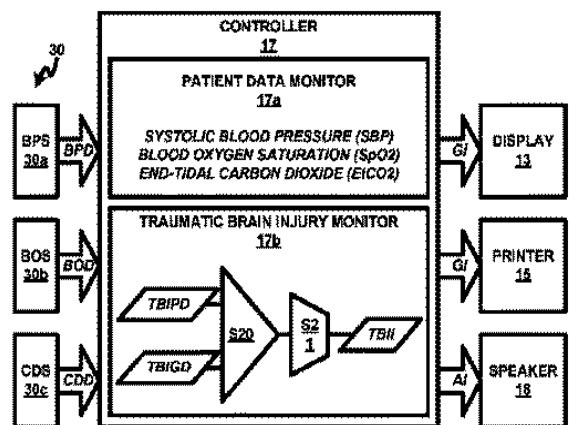 CONTROLLER
17
30
PATIENT DATA MONITOR
17a
SYSTOLIC BLOOD PRESSURE (SBP)
BLOOD OXYGEN SATURATION (SpO2)
END-TIDAL CARBON DIOXIDE (EtCO2)
BPS
30a
BPD
GI
DISPLAY
13
TRAUMATIC BRAIN INJURY MONITOR
17b
BOS
30b
BOD
GI
PRINTER
15
TBIPD
S20
S2
1
TBII
TBIGD
CDS
30c
CDD
AI
SPEAKER
16